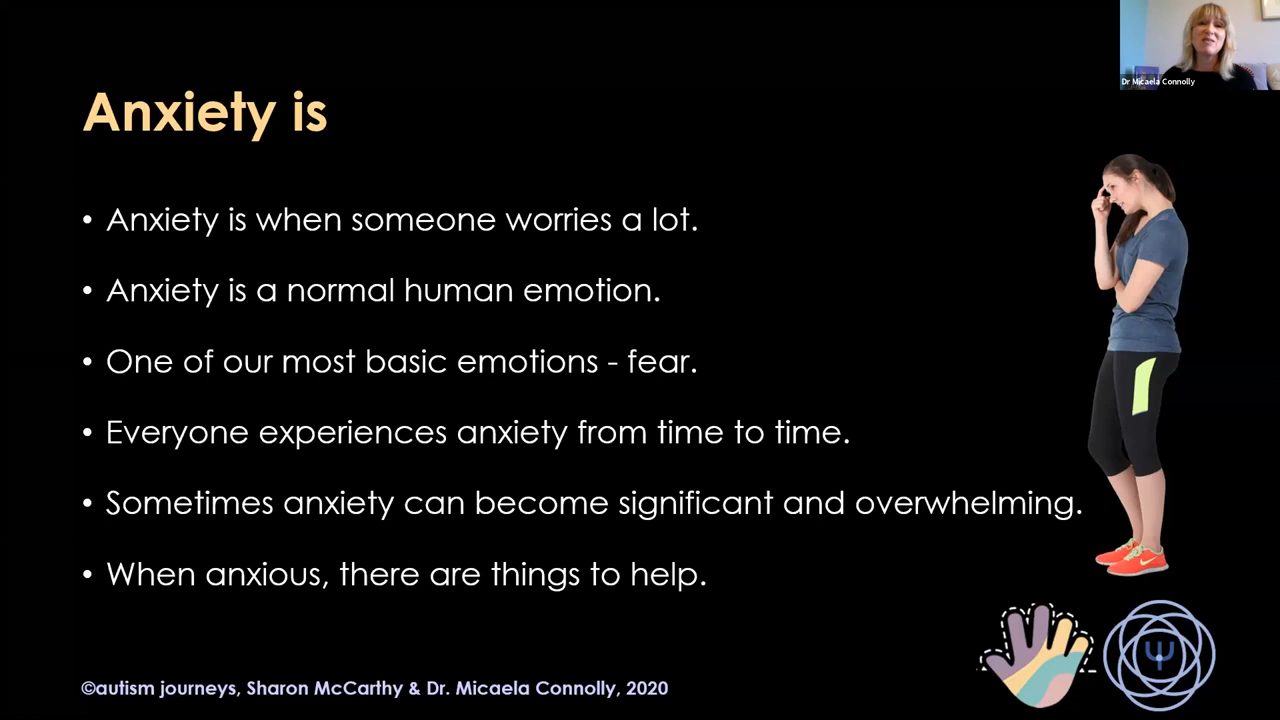 Dr Micaela Connolly
Anxiety is
• Anxiety is when someone worries a lot.
• Anxiety is a normal human emotion.
• One of our most basic emotions - fear.
• Everyone experiences anxiety from time to time.
• Sometimes anxiety can become significant and overwhelming.
• When anxious, there are things to help.
Ψ
©autism journeys, Sharon McCarthy & Dr. Micaela Connolly, 2020